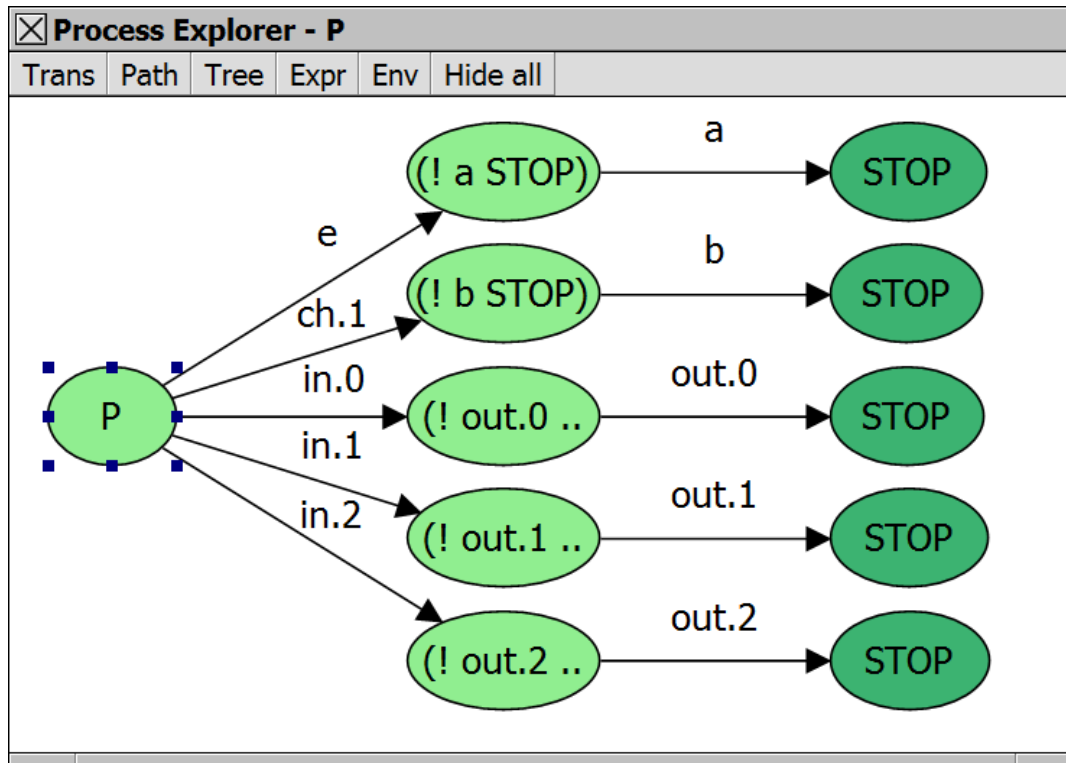 Process Explorer - P
Trans Path Tree Expr Env Hide all
a
(! a STOP) STOP
e
b
ch.1 (! b STOP) STOP
in.0 out.0
P (! out.0 .. STOP
in.1
out.1
in.2 (! out.1 .. STOP
out.2
(! out.2 .. STOP